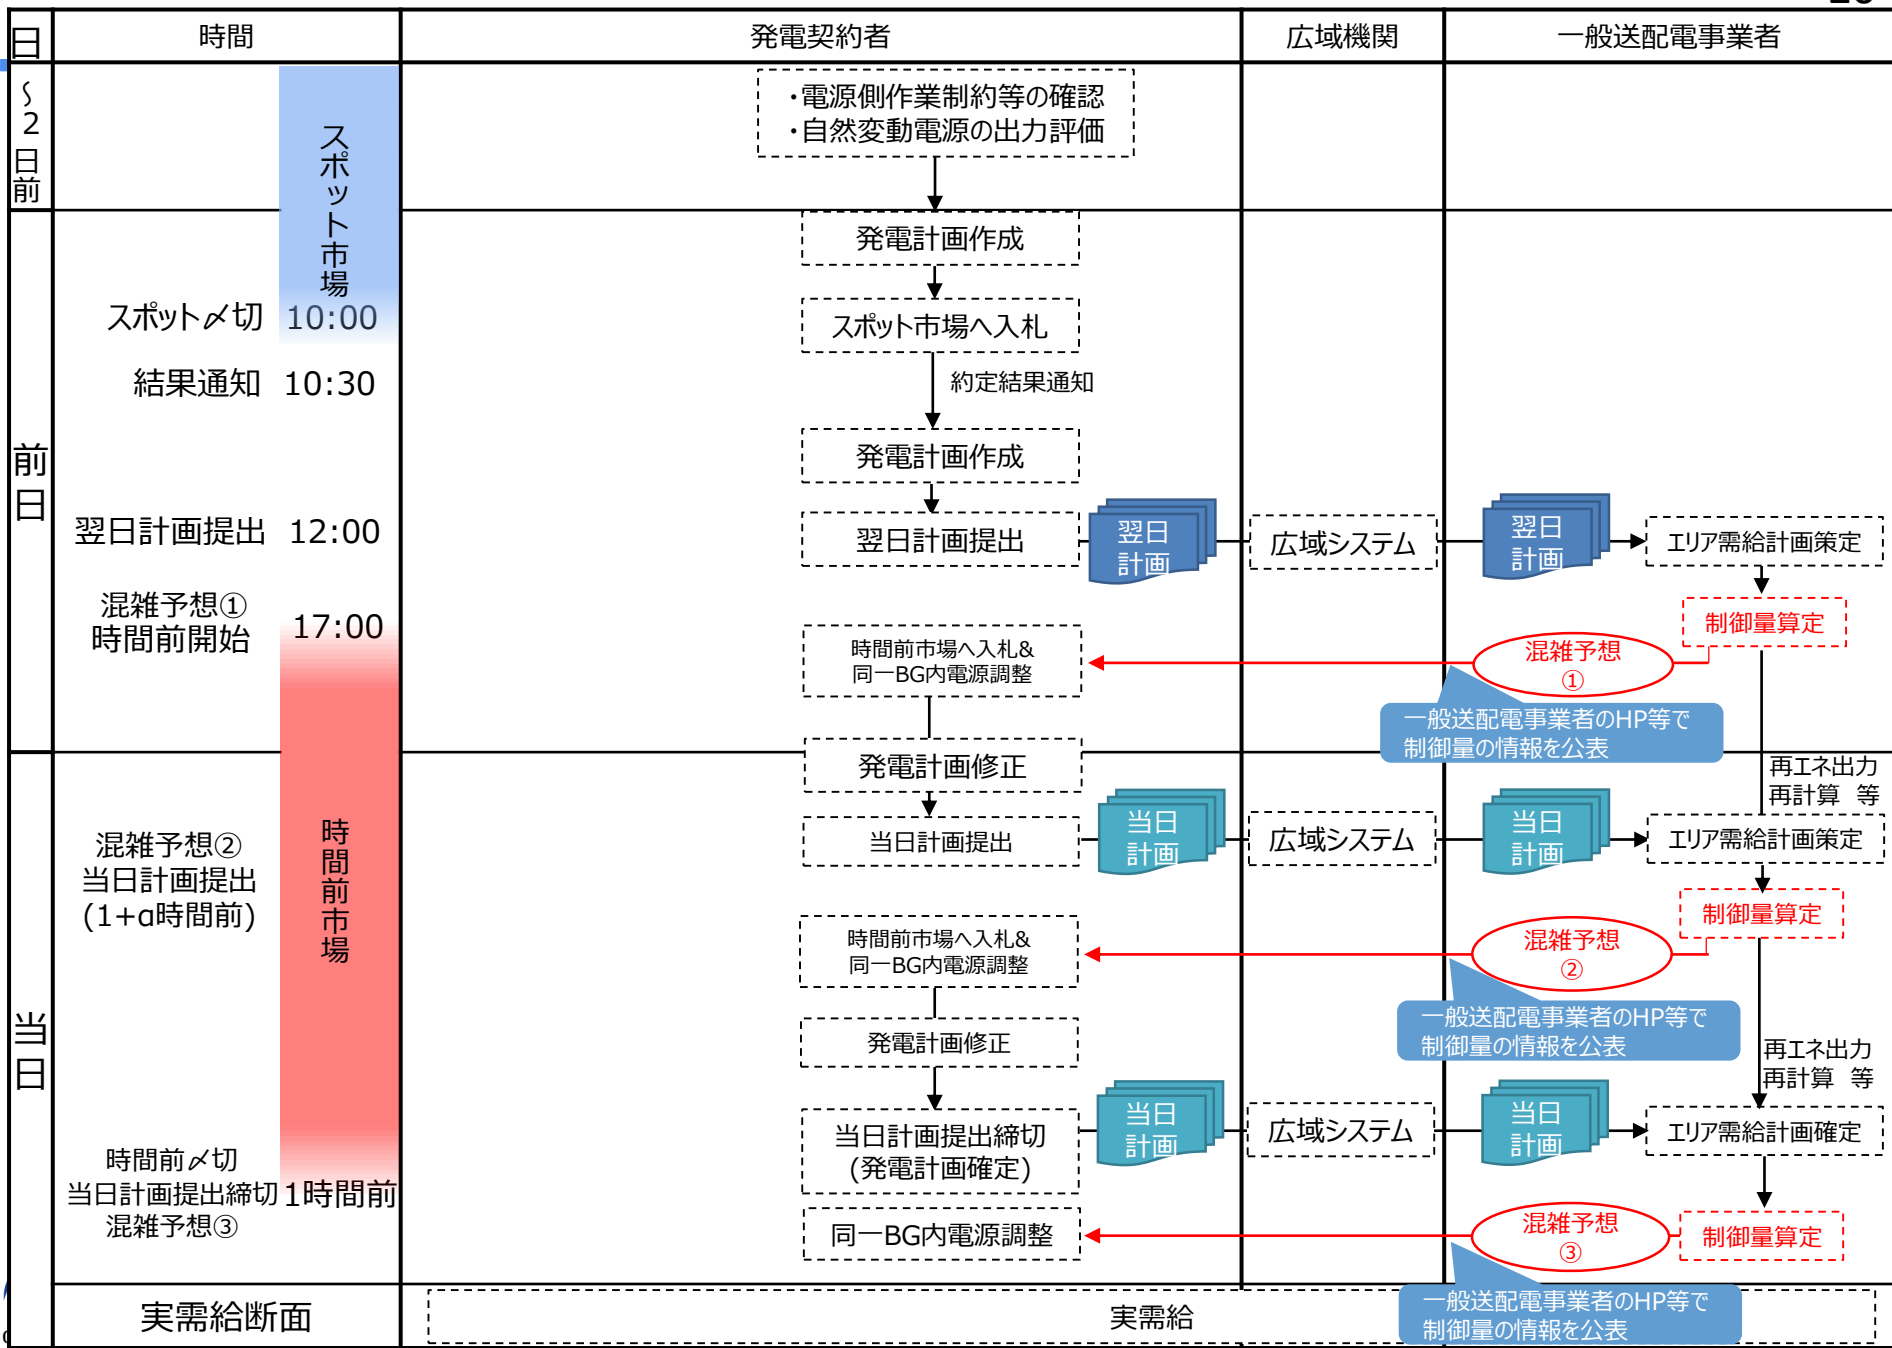 日
時間
発電契約者
広域機関
一般送配電事業者
～2日前
スポット市場
・電源側作業制約等の確認
・自然変動電源の出力評価
前日
発電計画作成
スポット〆切 10:00
スポット市場へ入札
結果通知 10:30
約定結果通知
発電計画作成
翌日計画提出 12:00
翌日計画提出
翌日
計画
広域システム
翌日
計画
エリア需給計画策定
混雑予想①
時間前開始
17:00
制御量算定
混雑予想
①
時間前市場へ入札&
同一BG内電源調整
一般送配電事業者のHP等で
制御量の情報を公表
当日
時間前市場
発電計画修正
再エネ出力
再計算 等
混雑予想②
当日計画提出
(1+α時間前)
当日計画提出
当日
計画
広域システム
当日
計画
エリア需給計画策定
制御量算定
混雑予想
②
時間前市場へ入札&
同一BG内電源調整
一般送配電事業者のHP等で
制御量の情報を公表
発電計画修正
再エネ出力
再計算 等
当日計画提出締切
(発電計画確定)
当日
計画
広域システム
当日
計画
エリア需給計画確定
時間前〆切
当日計画提出締切
混雑予想③
1時間前
同一BG内電源調整
混雑予想
③
制御量算定
一般送配電事業者のHP等で
制御量の情報を公表
実需給断面
実需給